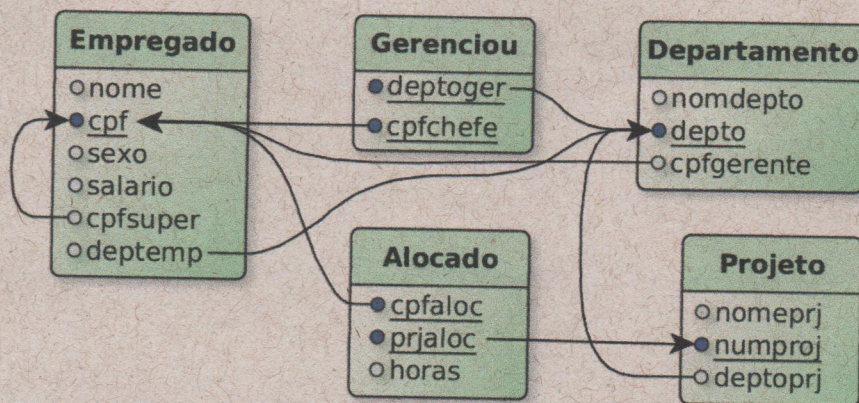 Empregado
nome
cpf
sexo
salario
cpfsuper
deptemp
Gerenciou
deptoger
cpfchefe
Departamento
nomdepto
depto
cpfgerente
Alocado
cpfaloc
prjaloc
horas
Projeto
nomeprj
numproj
deptoprj